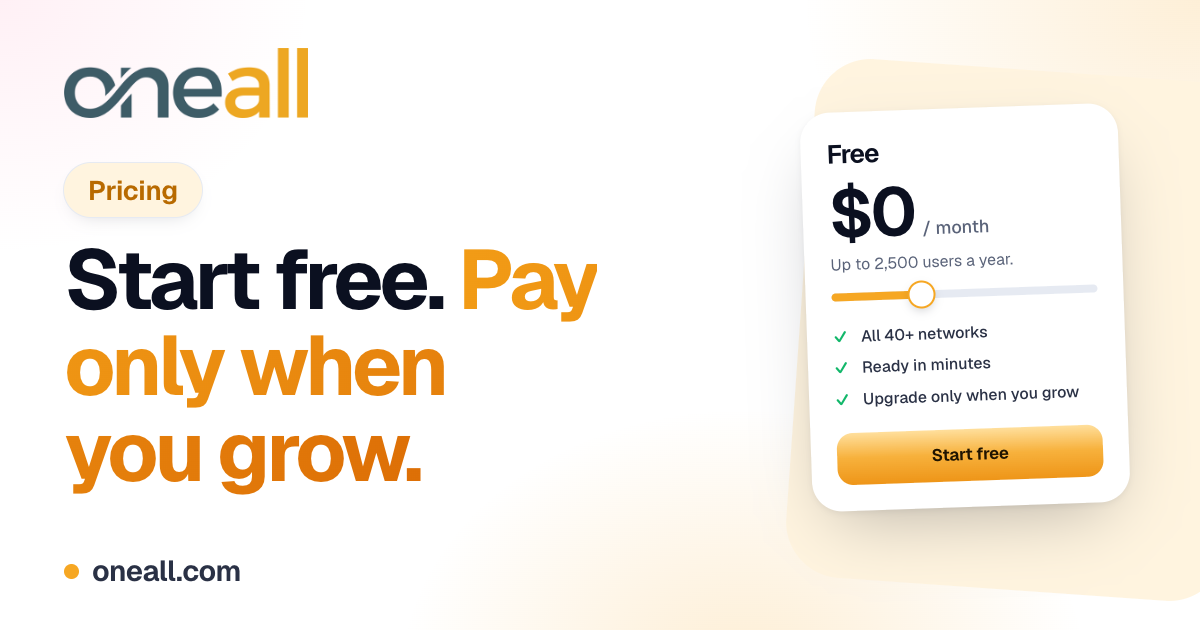 oneall
Pricing
Start free. Pay
only when
you grow.
oneall.com
Free
$0 / month
Up to 2,500 users a year.
All 40+ networks
Ready in minutes
Upgrade only when you grow
Start free